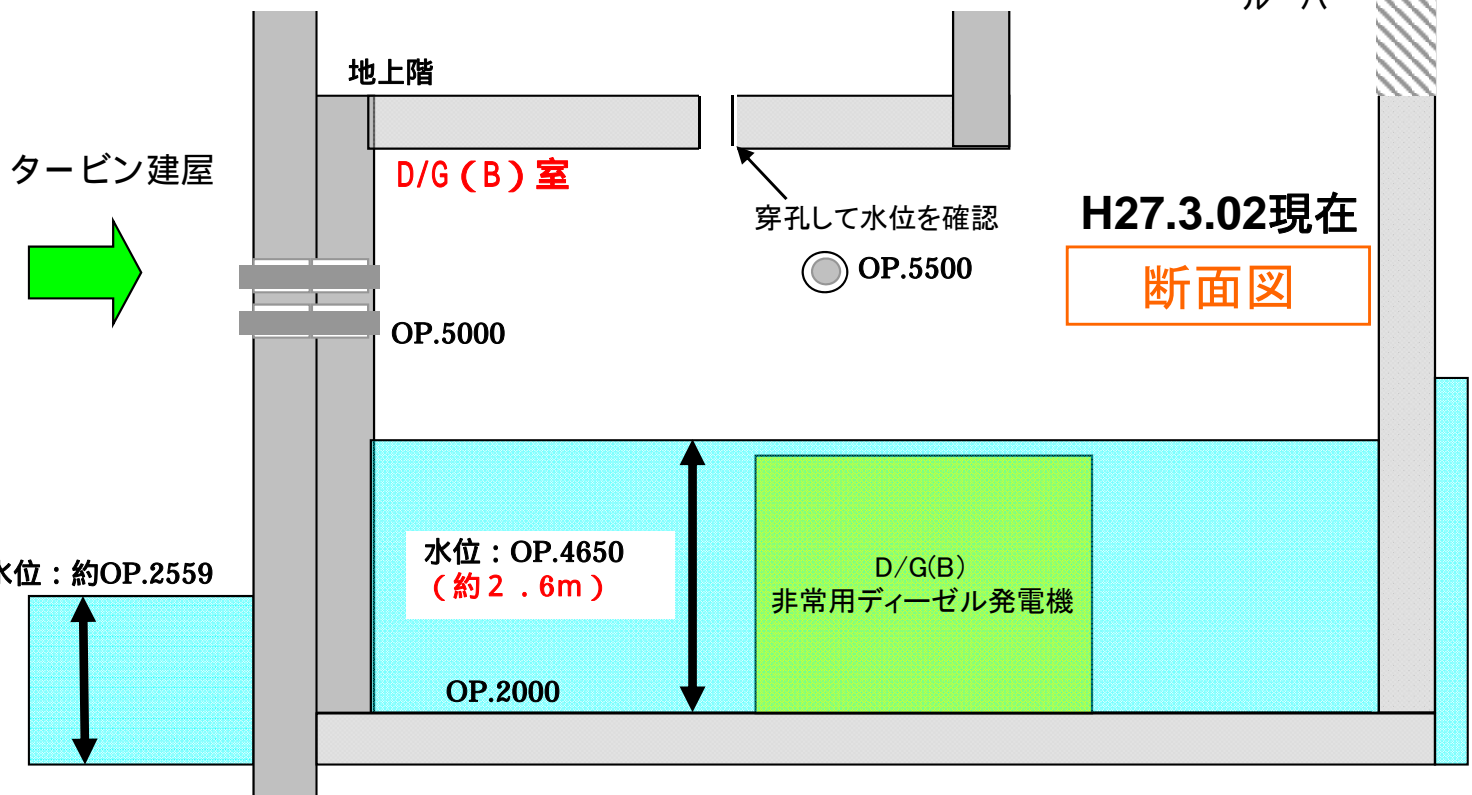 ルーバ
地上階
タービン建屋
D/G（B）室
穿孔して水位を確認
OP.5500
H27.3.02現在
断面図
OP.5000
水位：OP.4650
（約２．6m）
水位：約OP.2559
D/G(B)
非常用ディーゼル発電機
OP.2000